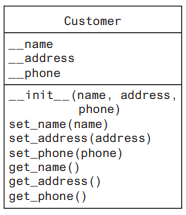 Customer
__name
__address
__phone
__init__(name, address,
phone)
set_name(name)
set_address(address)
set_phone(phone)
get_name()
get_address()
get_phone()